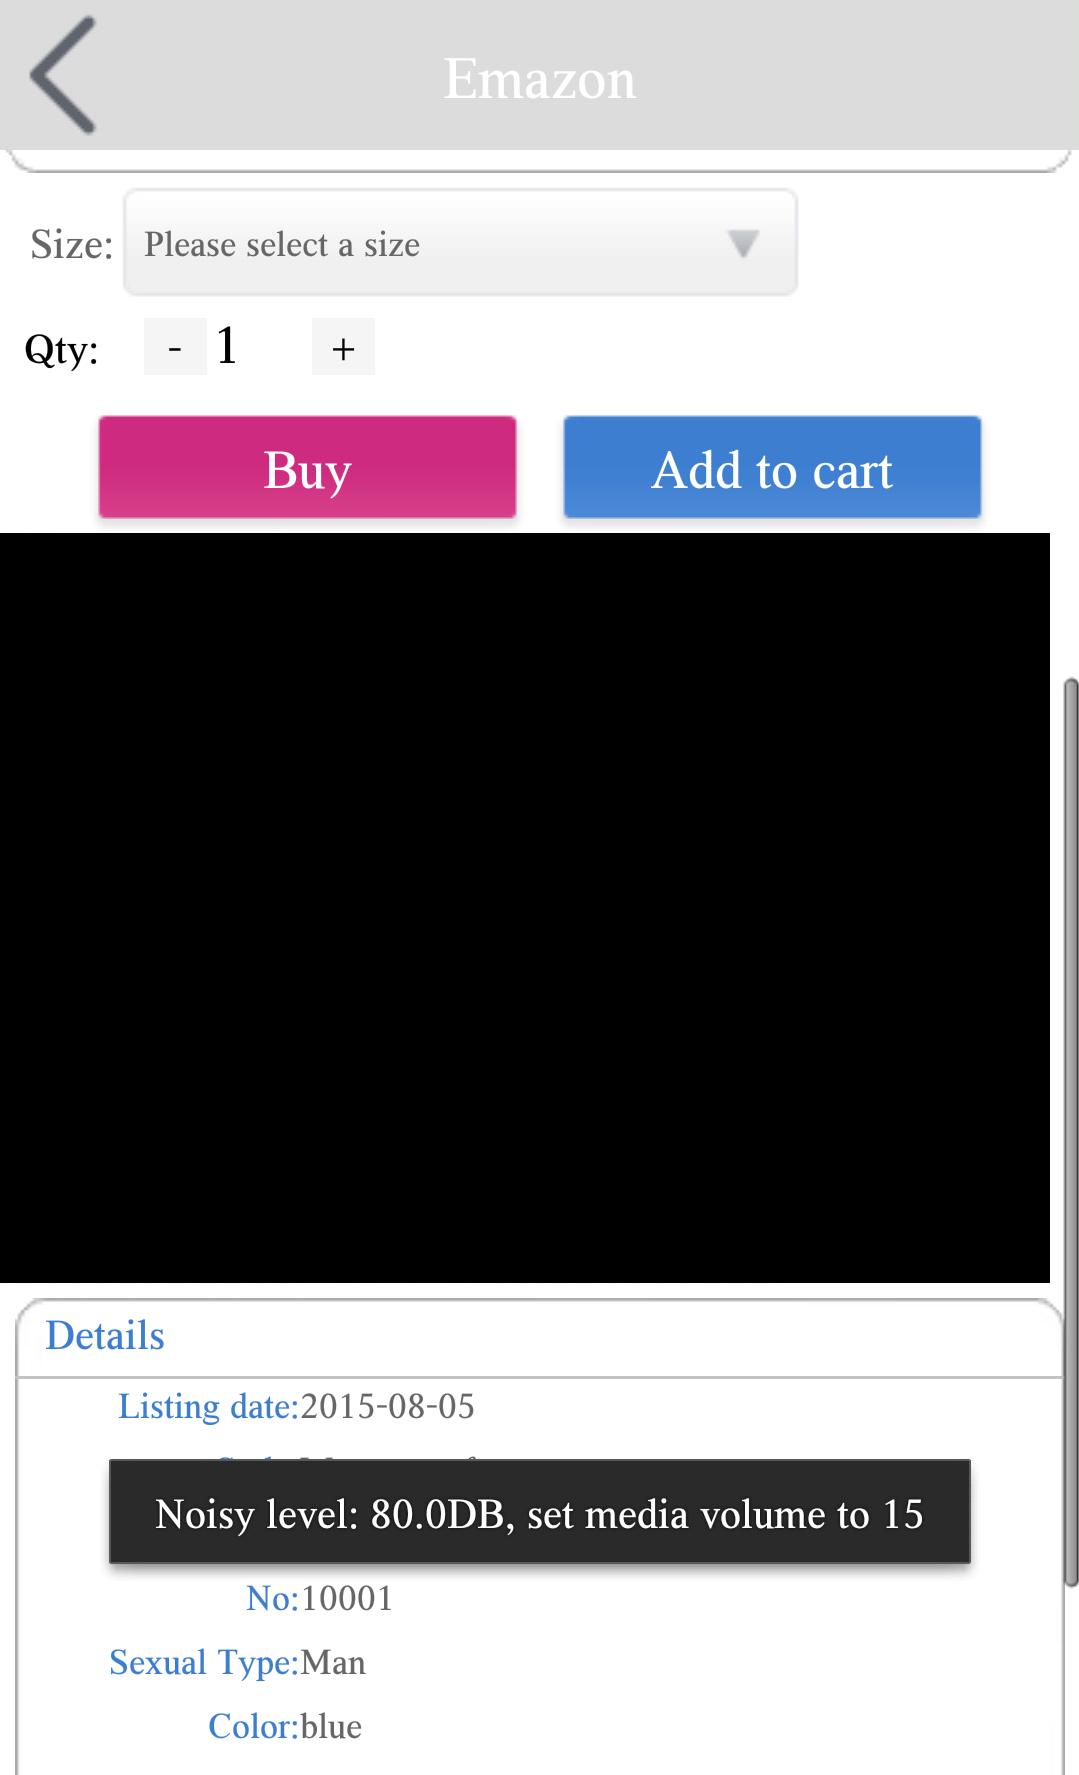 Emazon
Size: Please select a size
Qty: - 1 +
Buy Add to cart
Details
Listing date:2015-08-05
Noisy level: 80.0DB, set media volume to 15
No:10001
Sexual Type:Man
Color:blue